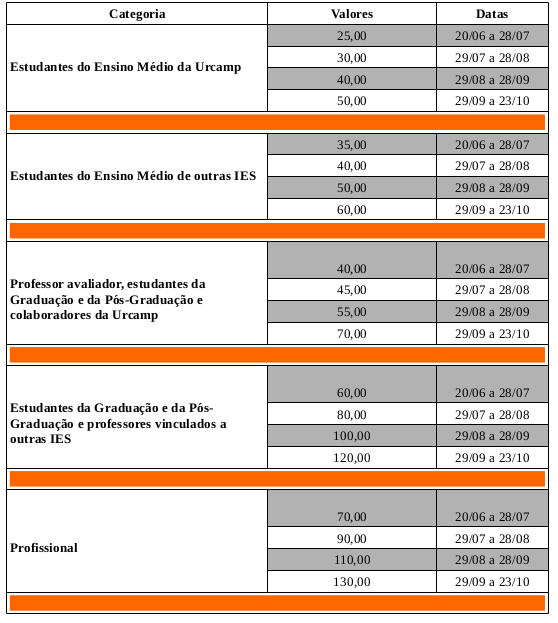 Categoria Valores Datas
Estudantes do Ensino Médio da Urcamp
25,00 20/06 a 28/07
30,00 29/07 a 28/08
40,00 29/08 a 28/09
50,00 29/09 a 23/10
Estudantes do Ensino Médio de outras IES
35,00 20/06 a 28/07
40,00 29/07 a 28/08
50,00 29/08 a 28/09
60,00 29/09 a 23/10
Professor avaliador, estudantes da
Graduação e da Pós-Graduação e
colaboradores da Urcamp
40,00 20/06 a 28/07
45,00 29/07 a 28/08
55,00 29/08 a 28/09
70,00 29/09 a 23/10
Estudantes da Graduação e da Pós-
Graduação e professores vinculados a
outras IES
60,00 20/06 a 28/07
80,00 29/07 a 28/08
100,00 29/08 a 28/09
120,00 29/09 a 23/10
Profissional
70,00 20/06 a 28/07
90,00 29/07 a 28/08
110,00 29/08 a 28/09
130,00 29/09 a 23/10